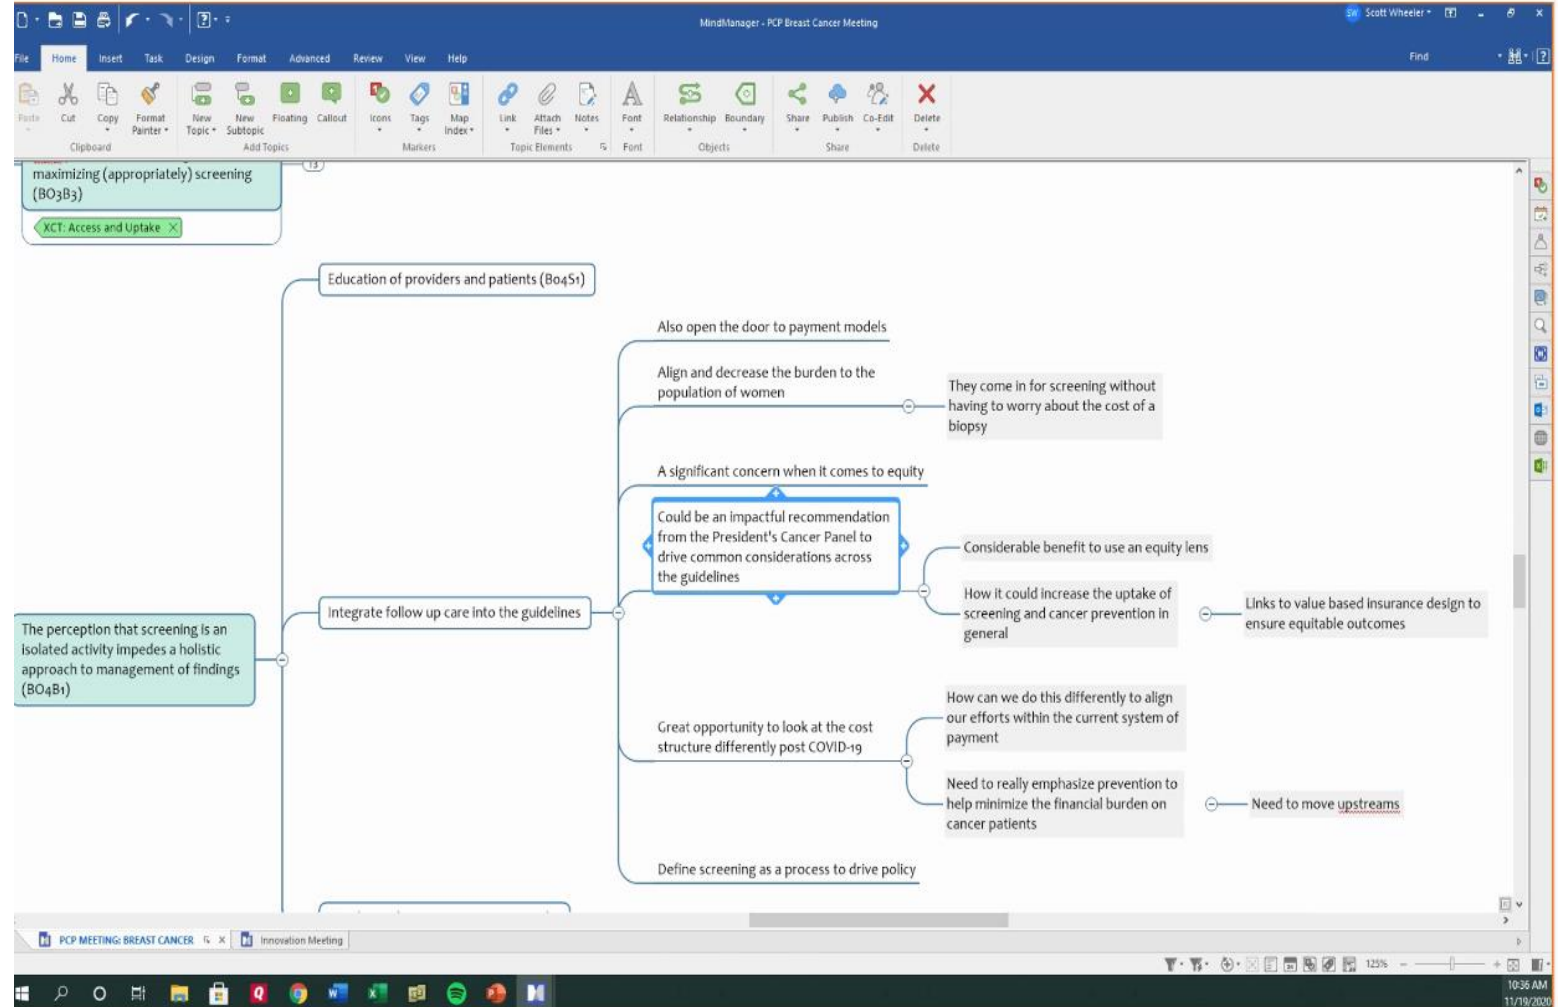 MindManager - PCP Breast Cancer Meeting
SW Scott Wheeler
File Home Insert Task Design Format Advanced Review View Help
Find
Paste Cut Copy Format Painter
New Topic New Subtopic Floating Callout
Icons Tags Map Index
Link Attach Files Notes
Font
Relationship Boundary
Share Publish Co-Edit
Delete
Clipboard Add Topics Markers Topic Elements Font Objects Share Delete
maximizing (appropriately) screening
(BO3B3)
13
XCT: Access and Uptake
Education of providers and patients (B04S1)
Also open the door to payment models
Align and decrease the burden to the
population of women
They come in for screening without
having to worry about the cost of a
biopsy
A significant concern when it comes to equity
Could be an impactful recommendation
from the President's Cancer Panel to
drive common considerations across
the guidelines
Considerable benefit to use an equity lens
How it could increase the uptake of
screening and cancer prevention in
general
Links to value based insurance design to
ensure equitable outcomes
Integrate follow up care into the guidelines
The perception that screening is an
isolated activity impedes a holistic
approach to management of findings
(BO4B1)
Great opportunity to look at the cost
structure differently post COVID-19
How can we do this differently to align
our efforts within the current system of
payment
Need to really emphasize prevention to
help minimize the financial burden on
cancer patients
Need to move upstreams
Define screening as a process to drive policy
PCP MEETING: BREAST CANCER
Innovation Meeting
125%
10:36 AM
11/19/2020